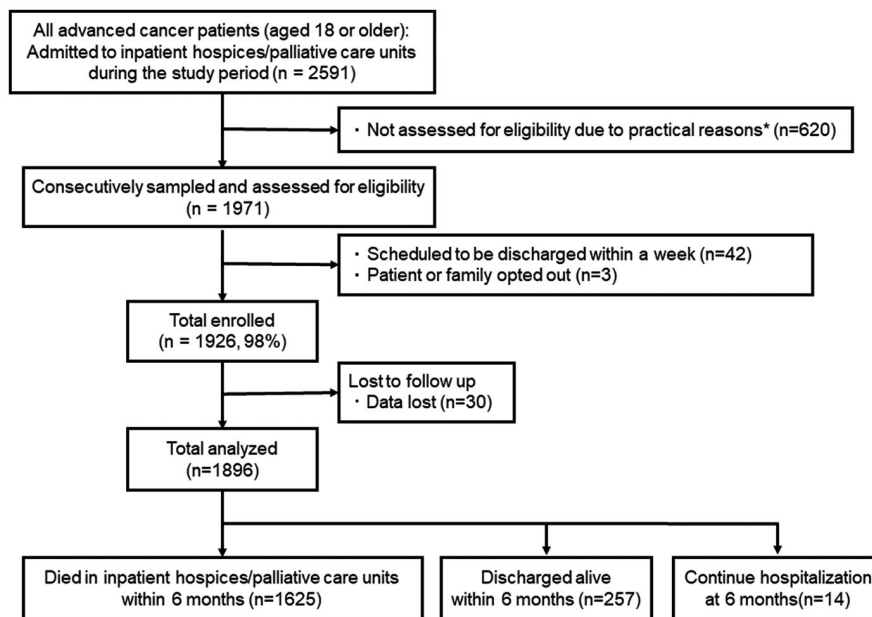 All advanced cancer patients (aged 18 or older):
Admitted to inpatient hospices/palliative care units
during the study period (n = 2591)
・Not assessed for eligibility due to practical reasons* (n=620)
Consecutively sampled and assessed for eligibility
(n = 1971)
・Scheduled to be discharged within a week (n=42)
・Patient or family opted out (n=3)
Total enrolled
(n = 1926, 98%)
Lost to follow up
・Data lost (n=30)
Total analyzed
(n=1896)
Died in inpatient hospices/palliative care units
within 6 months (n=1625)
Discharged alive
within 6 months (n=257)
Continue hospitalization
at 6 months(n=14)